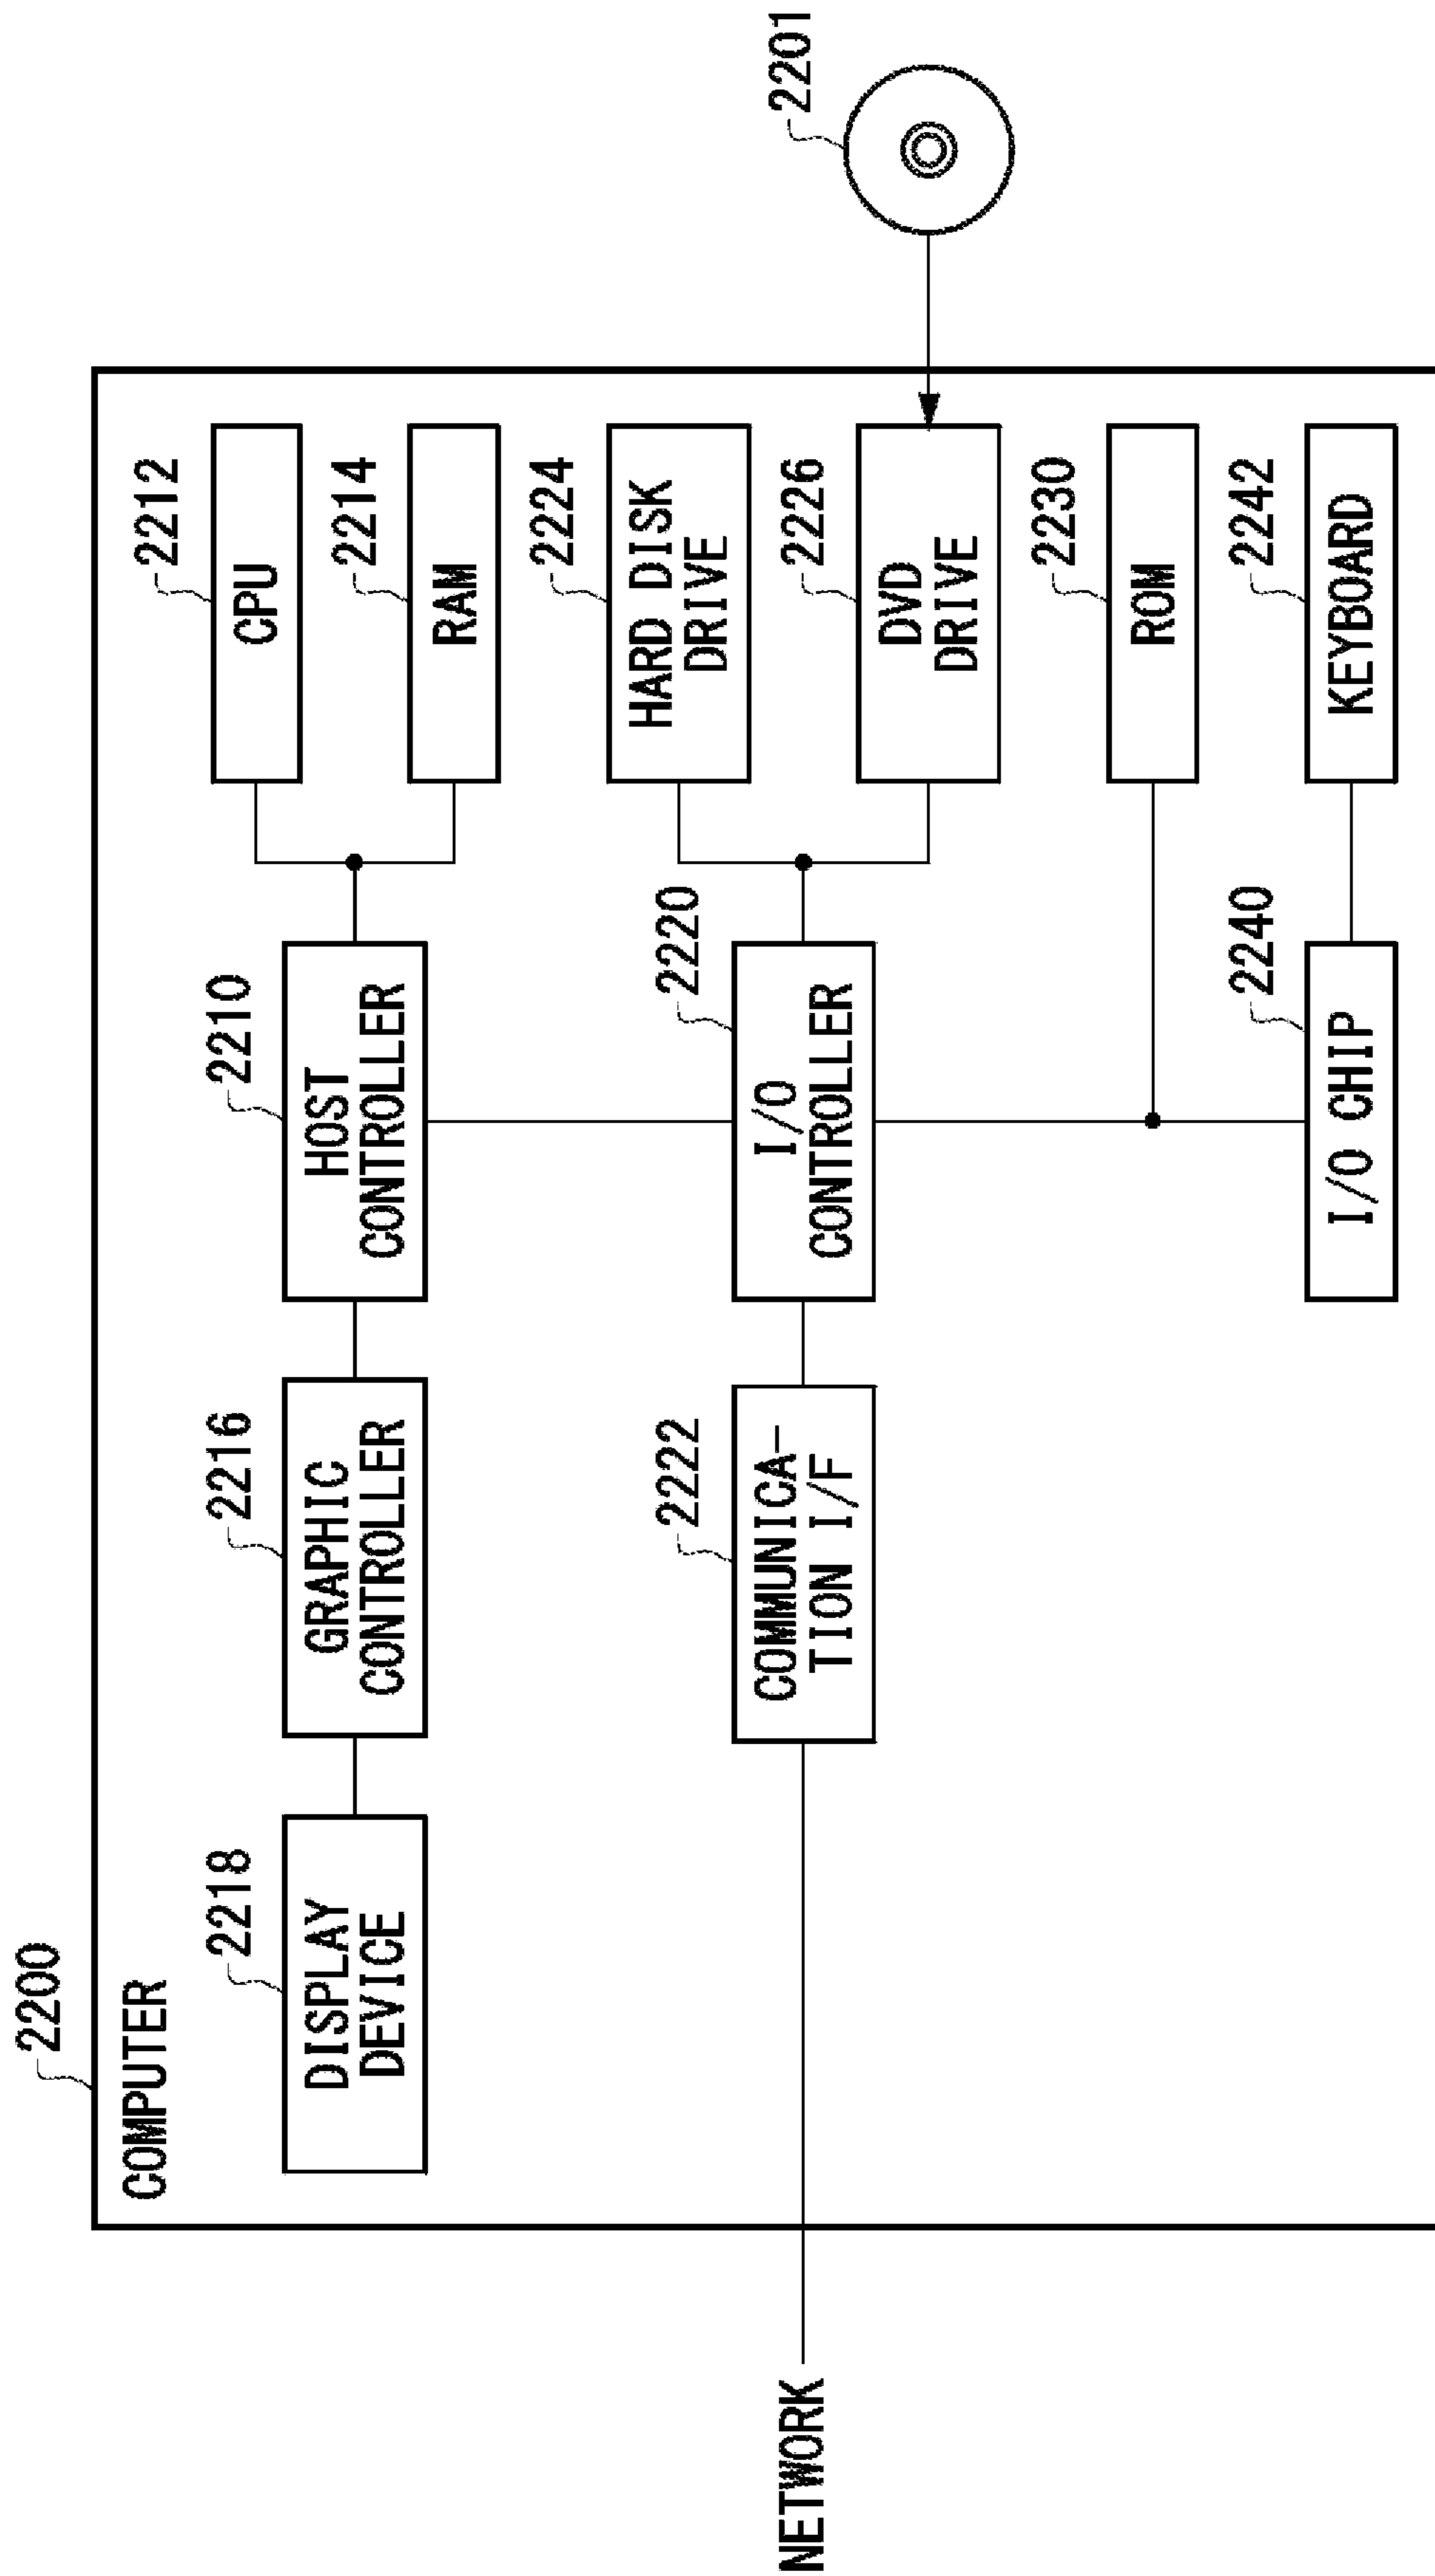 2200
COMPUTER
2218
DISPLAY
DEVICE
2216
GRAPHIC
CONTROLLER
2210
HOST
CONTROLLER
2212
CPU
2214
RAM
2222
COMMUNICA-
TION I/F
2220
I/O
CONTROLLER
2224
HARD DISK
DRIVE
2226
DVD
DRIVE
2201
NETWORK
2230
ROM
2240
I/O CHIP
2242
KEYBOARD